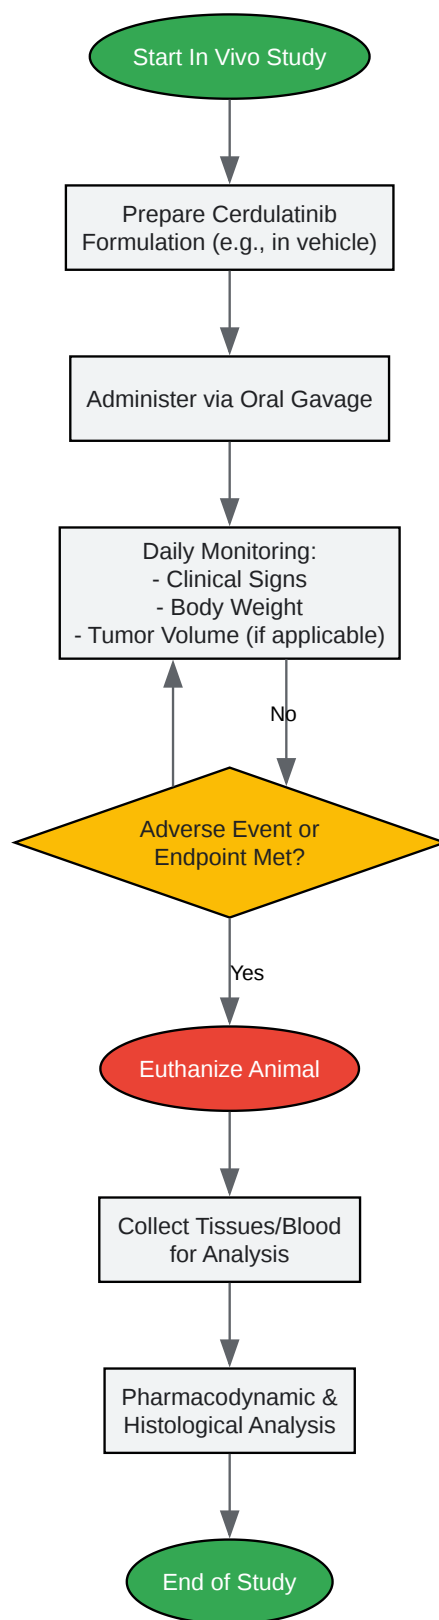 Start In Vivo Study
Prepare Cerdulatinib
Formulation (e.g., in vehicle)
Administer via Oral Gavage
Daily Monitoring:
- Clinical Signs
- Body Weight
- Tumor Volume (if applicable)
No
Adverse Event or
Endpoint Met?
Yes
Euthanize Animal
Collect Tissues/Blood
for Analysis
Pharmacodynamic &
Histological Analysis
End of Study